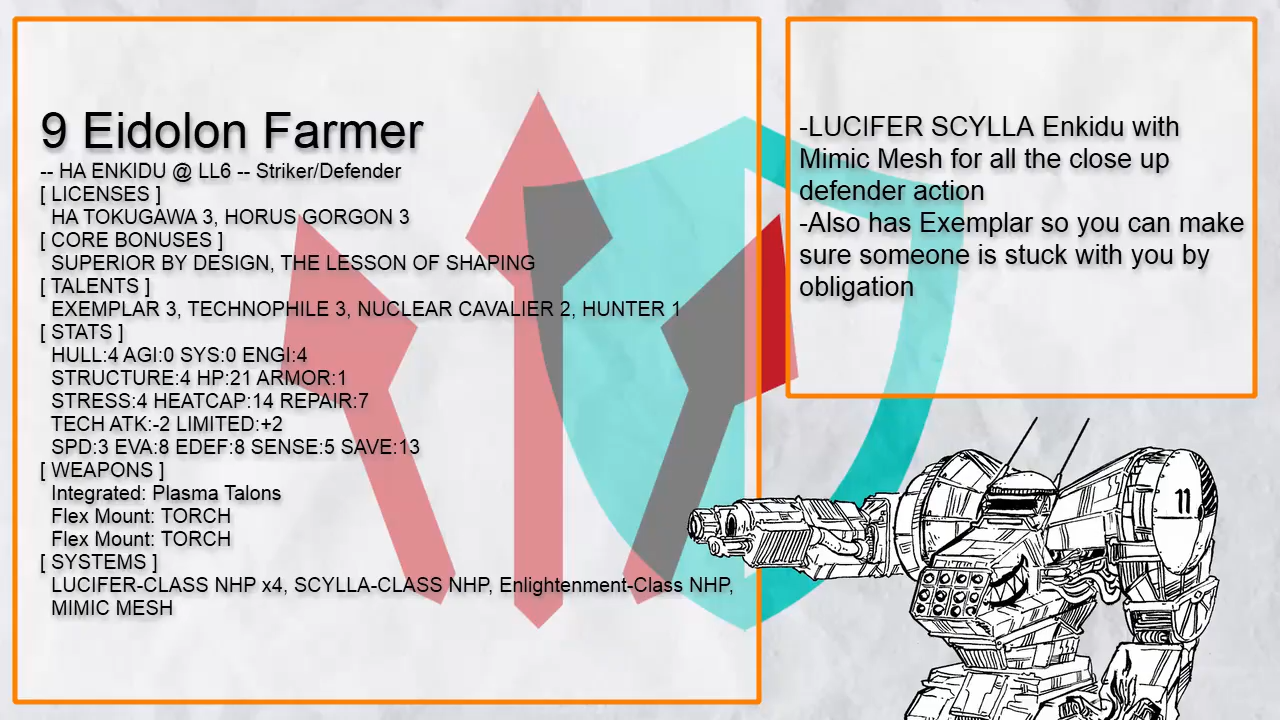 9 Eidolon Farmer
-- HA ENKIDU @ LL6 -- Striker/Defender
[ LICENSES ]
HA TOKUGAWA 3, HORUS GORGON 3
[ CORE BONUSES ]
SUPERIOR BY DESIGN, THE LESSON OF SHAPING
[ TALENTS ]
EXEMPLAR 3, TECHNOPHILE 3, NUCLEAR CAVALIER 2, HUNTER 1
[ STATS ]
HULL:4 AGI:0 SYS:0 ENGI:4
STRUCTURE:4 HP:21 ARMOR:1
STRESS:4 HEATCAP:14 REPAIR:7
TECH ATK:-2 LIMITED:+2
SPD:3 EVA:8 EDEF:8 SENSE:5 SAVE:13
[ WEAPONS ]
Integrated: Plasma Talons
Flex Mount: TORCH
Flex Mount: TORCH
[ SYSTEMS ]
LUCIFER-CLASS NHP x4, SCYLLA-CLASS NHP, Enlightenment-Class NHP,
MIMIC MESH
-LUCIFER SCYLLA Enkidu with
Mimic Mesh for all the close up
defender action
-Also has Exemplar so you can make
sure someone is stuck with you by
obligation
11